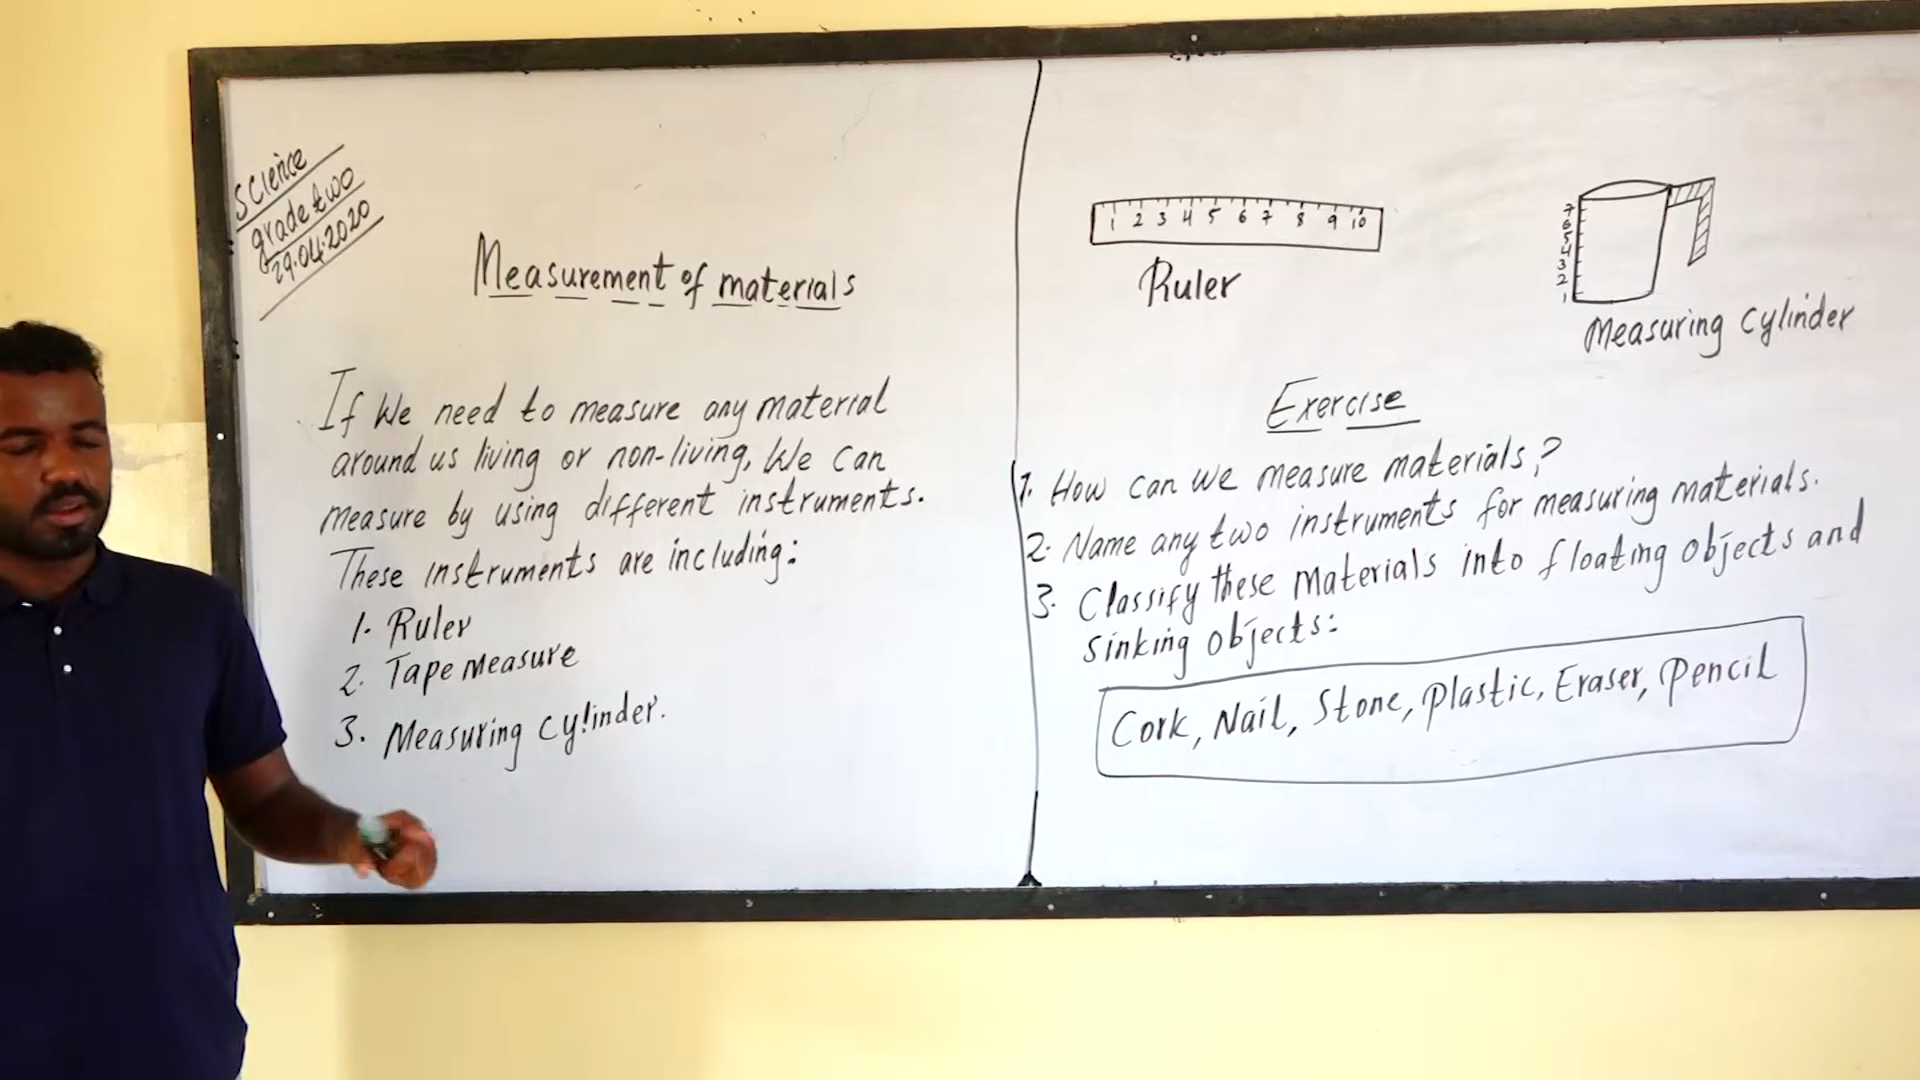 Science
grade two
29.04.2020
Measurement of materials
If We need to measure any material
around us living or non-living, We can
measure by using different instruments.
These instruments are including:
1. Ruler
2. Tape Measure
3. Measuring cylinder.
1 2 3 4 5 6 7 8 9 10
Ruler
7
6
5
4
3
2
1
Measuring cylinder
Exercise
1. How can we measure materials?
2. Name any two instruments for measuring materials.
3. Classify these materials into floating objects and
sinking objects:
Cork, Nail, Stone, Plastic, Eraser, Pencil